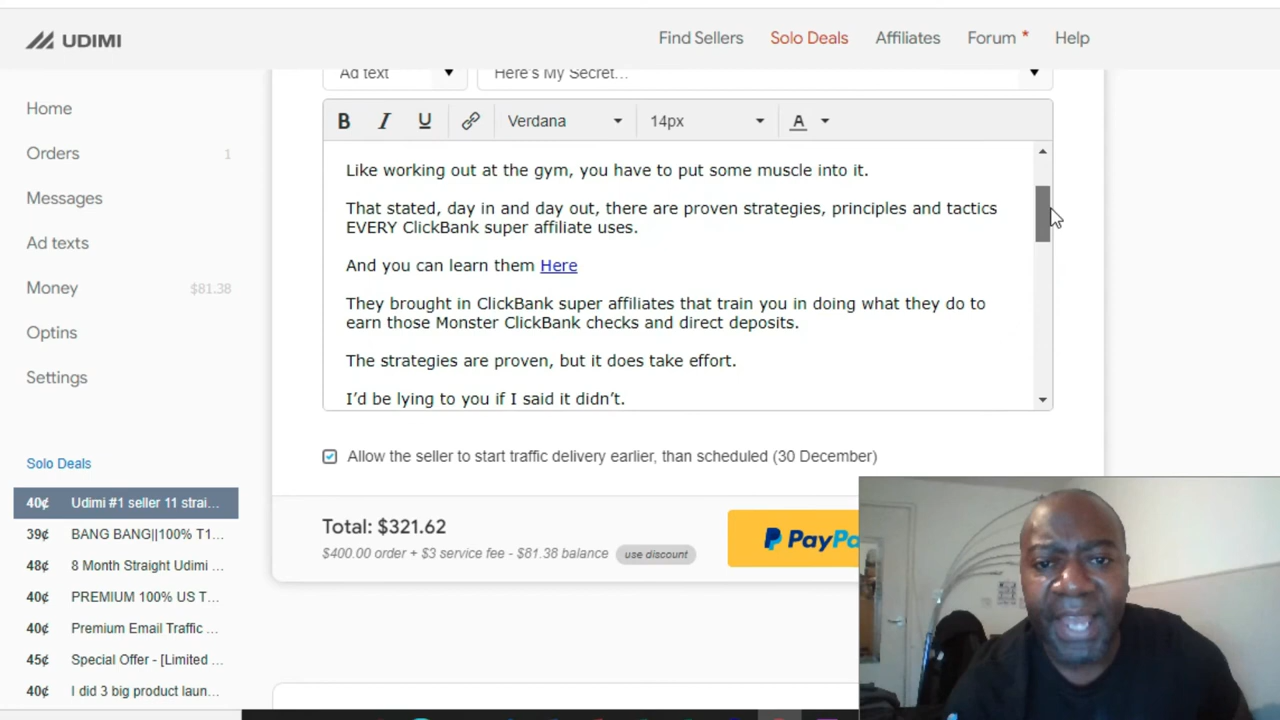 UDIMI
Find Sellers
Solo Deals
Affiliates
Forum *
Help
Home
Orders 1
Messages
Ad texts
Money $81.38
Optins
Settings
Solo Deals
40¢ Udimi #1 seller 11 strai...
39¢ BANG BANG||100% T1...
48¢ 8 Month Straight Udimi ...
40¢ PREMIUM 100% US T...
40¢ Premium Email Traffic ...
45¢ Special Offer - [Limited ...
40¢ I did 3 big product laun...
Ad text
Here's My Secret...
B I U Verdana 14px A
Like working out at the gym, you have to put some muscle into it.
That stated, day in and day out, there are proven strategies, principles and tactics
EVERY ClickBank super affiliate uses.
And you can learn them Here
They brought in ClickBank super affiliates that train you in doing what they do to
earn those Monster ClickBank checks and direct deposits.
The strategies are proven, but it does take effort.
I’d be lying to you if I said it didn’t.
Allow the seller to start traffic delivery earlier, than scheduled (30 December)
Total: $321.62
$400.00 order + $3 service fee - $81.38 balance use discount
PayPa